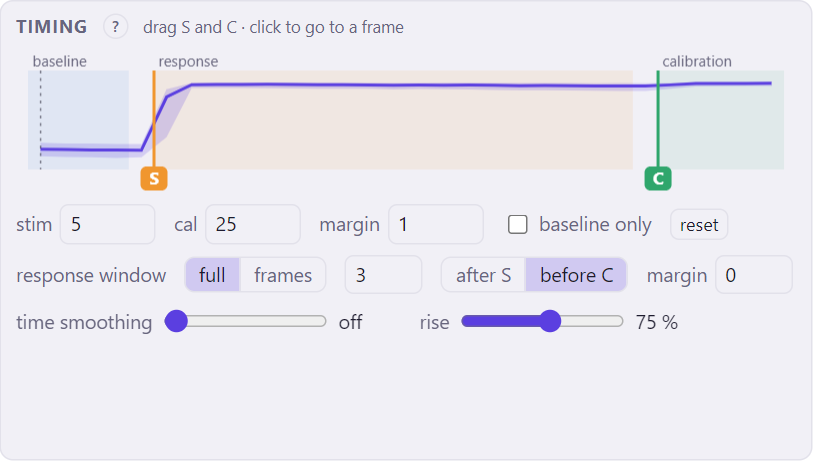 TIMING ? drag S and C · click to go to a frame
baseline response calibration
S C
stim 5 cal 25 margin 1 baseline only reset
response window full frames 3 after S before C margin 0
time smoothing off rise 75 %